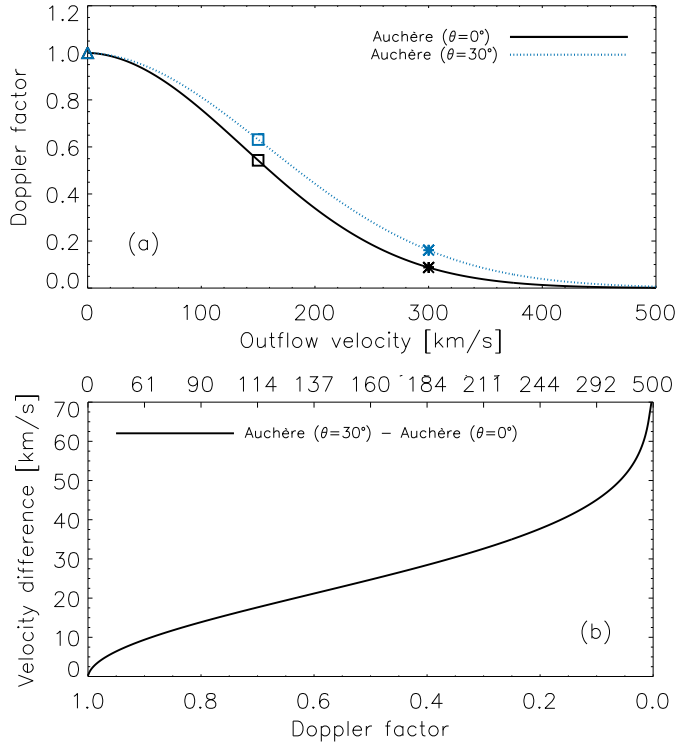 1.2
1.0
0.8
0.6
0.4
0.2
0.0
Doppler factor
Auchère (θ=0°)
Auchère (θ=30°)
(a)
0 100 200 300 400 500
Outflow velocity [km/s]
0 61 90 114 137 160 184 211 244 292 500
70
60
50
40
30
20
10
0
Velocity difference [km/s]
Auchère (θ=30°) − Auchère (θ=0°)
(b)
1.0 0.8 0.6 0.4 0.2 0.0
Doppler factor